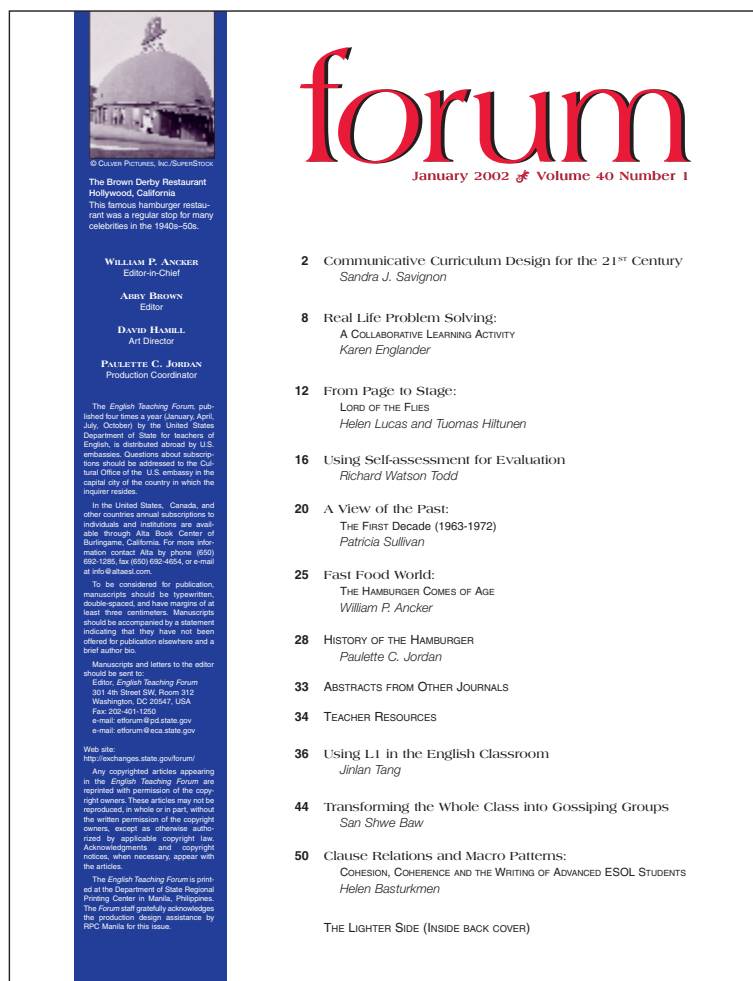 © Culver Pictures, Inc./SuperStock
The Brown Derby Restaurant
Hollywood, California
This famous hamburger restau-
rant was a regular stop for many
celebrities in the 1940s–50s.
William P. Ancker
Editor-in-Chief
Abby Brown
Editor
David Hamill
Art Director
Paulette C. Jordan
Production Coordinator
The English Teaching Forum, pub-
lished four times a year (January, April,
July, October) by the United States
Department of State for teachers of
English, is distributed abroad by U.S.
embassies. Questions about subscrip-
tions should be addressed to the Cul-
tural Office of the U.S. embassy in the
capital city of the country in which the
inquirer resides.
In the United States, Canada, and
other countries annual subscriptions to
individuals and institutions are avail-
able through Alta Book Center of
Burlingame, California. For more infor-
mation contact Alta by phone (650)
692-1285, fax (650) 692-4654, or e-mail
at info@altaesl.com.
To be considered for publication,
manuscripts should be typewritten,
double-spaced, and have margins of at
least three centimeters. Manuscripts
should be accompanied by a statement
indicating that they have not been
offered for publication elsewhere and a
brief author bio.
Manuscripts and letters to the editor
should be sent to:
Editor, English Teaching Forum
301 4th Street SW, Room 312
Washington, DC 20547, USA
Fax: 202-401-1250
e-mail: etforum@pd.state.gov
e-mail: etforum@eca.state.gov
Web site:
http://exchanges.state.gov/forum/
Any copyrighted articles appearing
in the English Teaching Forum are
reprinted with permission of the copy-
right owners. These articles may not be
reproduced, in whole or in part, without
the written permission of the copyright
owners, except as otherwise autho-
rized by applicable copyright law.
Acknowledgments and copyright
notices, when necessary, appear with
the articles.
The English Teaching Forum is print-
ed at the Department of State Regional
Printing Center in Manila, Philippines.
The Forum staff gratefully acknowledges
the production design assistance by
RPC Manila for this issue.
forum
January 2002 Volume 40 Number 1
2 Communicative Curriculum Design for the 21ST Century
Sandra J. Savignon
8 Real Life Problem Solving:
A Collaborative Learning Activity
Karen Englander
12 From Page to Stage:
Lord of the Flies
Helen Lucas and Tuomas Hiltunen
16 Using Self-assessment for Evaluation
Richard Watson Todd
20 A View of the Past:
The First Decade (1963-1972)
Patricia Sullivan
25 Fast Food World:
The Hamburger Comes of Age
William P. Ancker
28 History of the Hamburger
Paulette C. Jordan
33 Abstracts from Other Journals
34 Teacher Resources
36 Using L1 in the English Classroom
Jinlan Tang
44 Transforming the Whole Class into Gossiping Groups
San Shwe Baw
50 Clause Relations and Macro Patterns:
Cohesion, Coherence and the Writing of Advanced ESOL Students
Helen Basturkmen
The Lighter Side (Inside back cover)